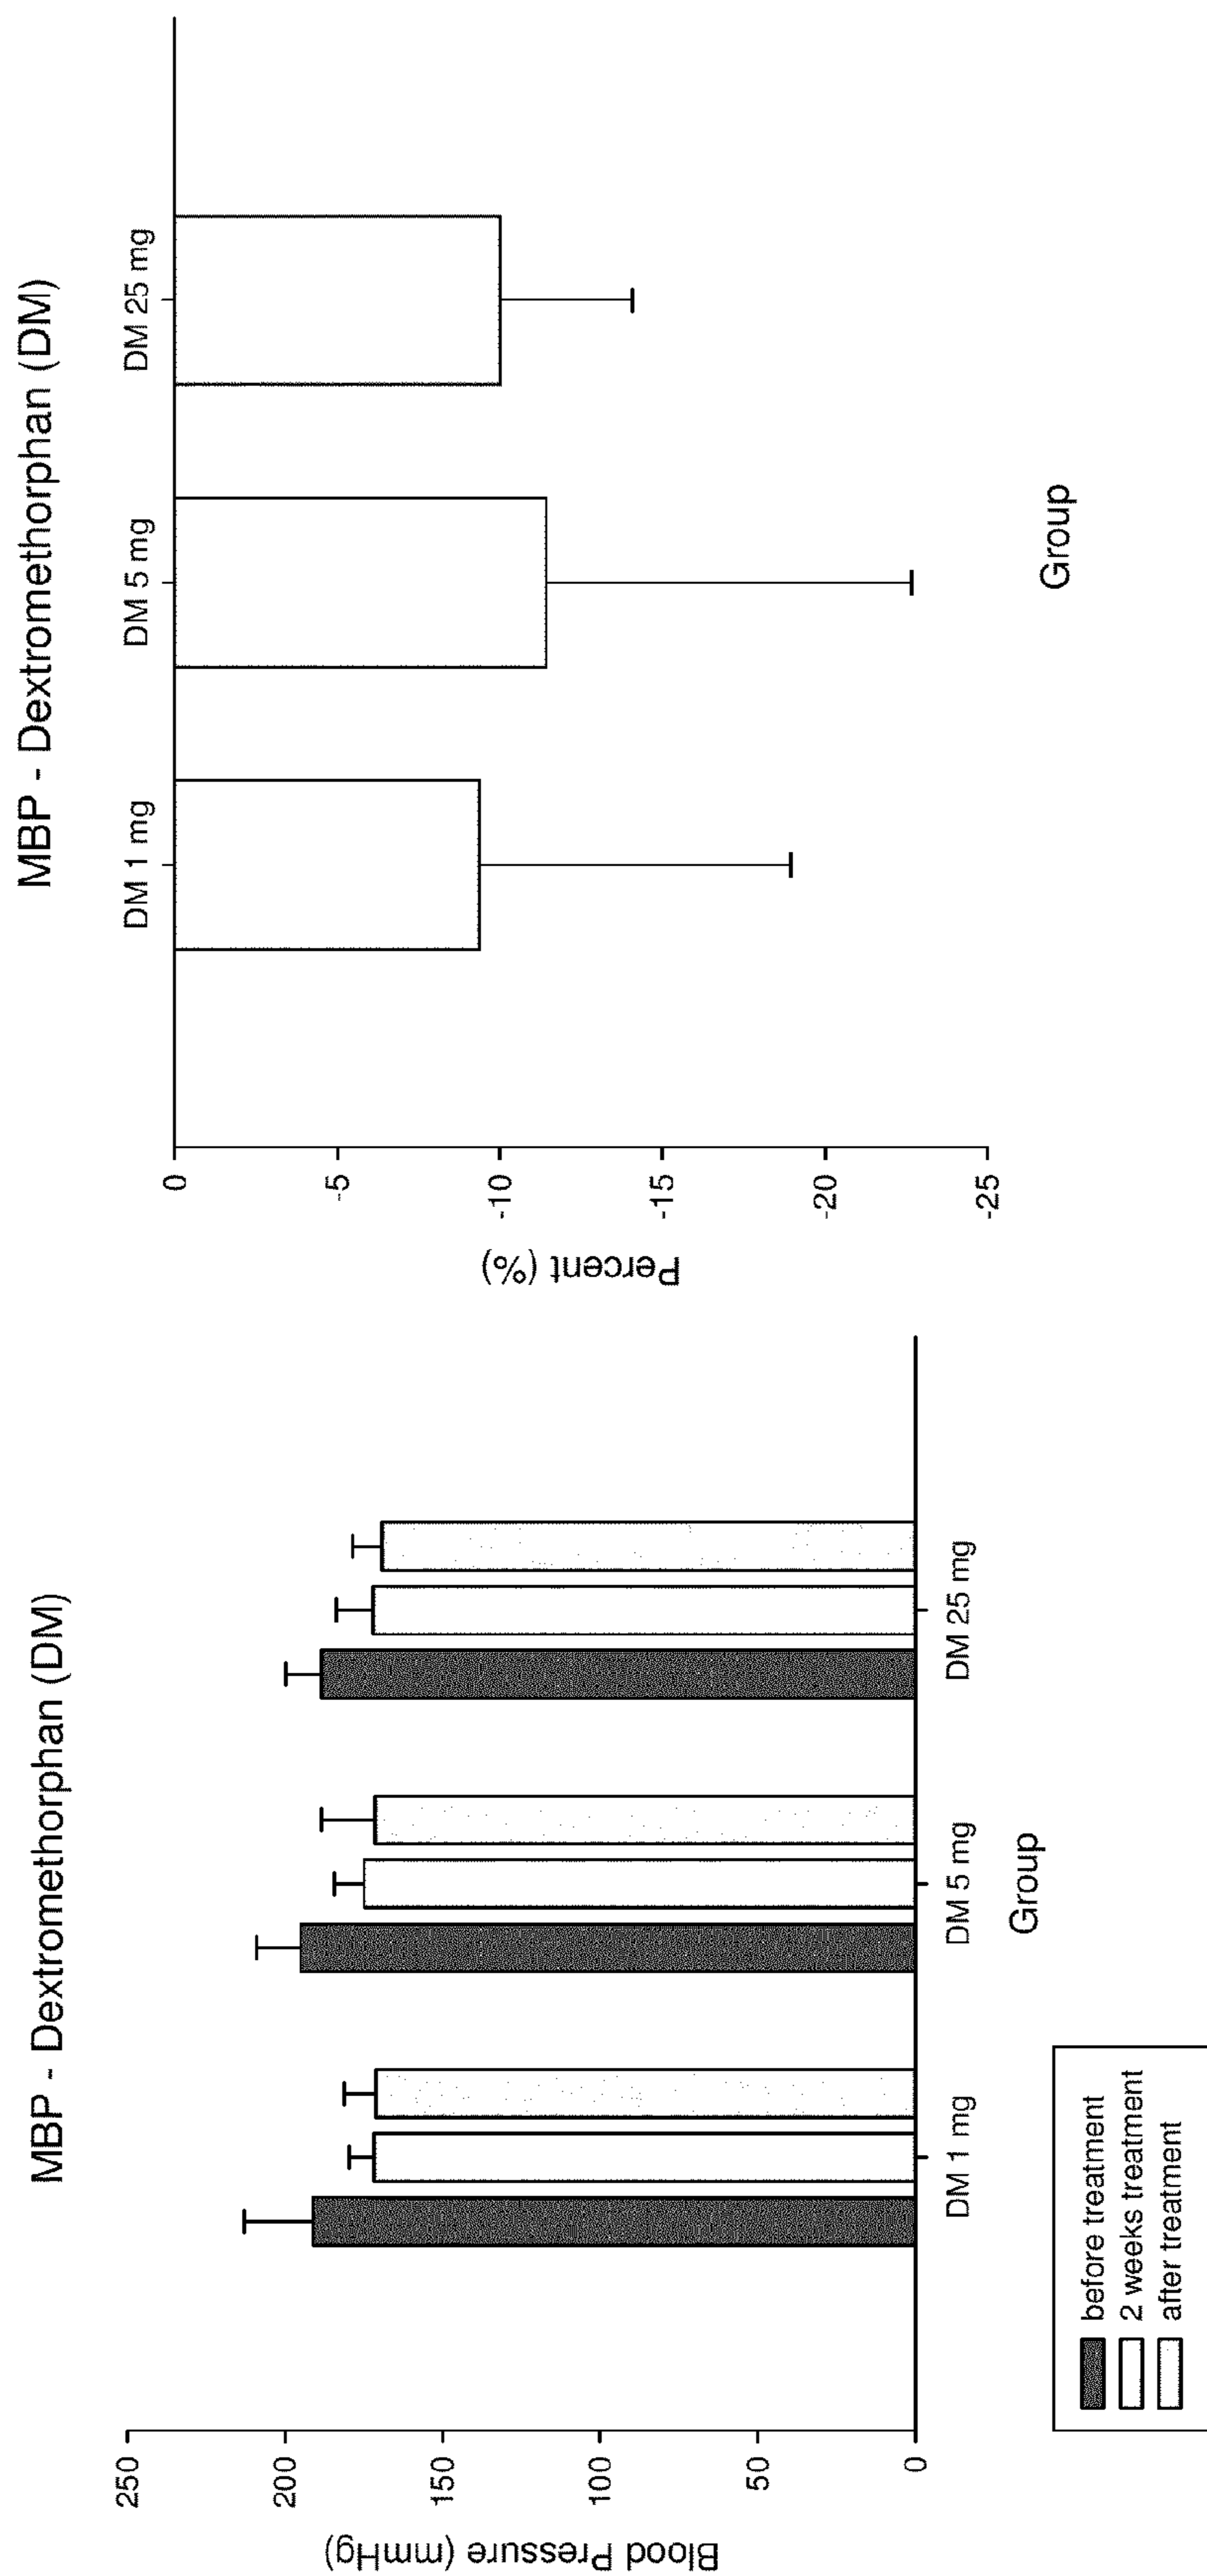 MBP - Dextromethorphan (DM)
Blood Pressure (mmHg)
250
200
150
100
50
0
DM 1 mg
DM 5 mg
DM 25 mg
Group
before treatment
2 weeks treatment
after treatment
MBP - Dextromethorphan (DM)
DM 1 mg
DM 5 mg
DM 25 mg
Percent (%)
0
-5
-10
-15
-20
-25
Group